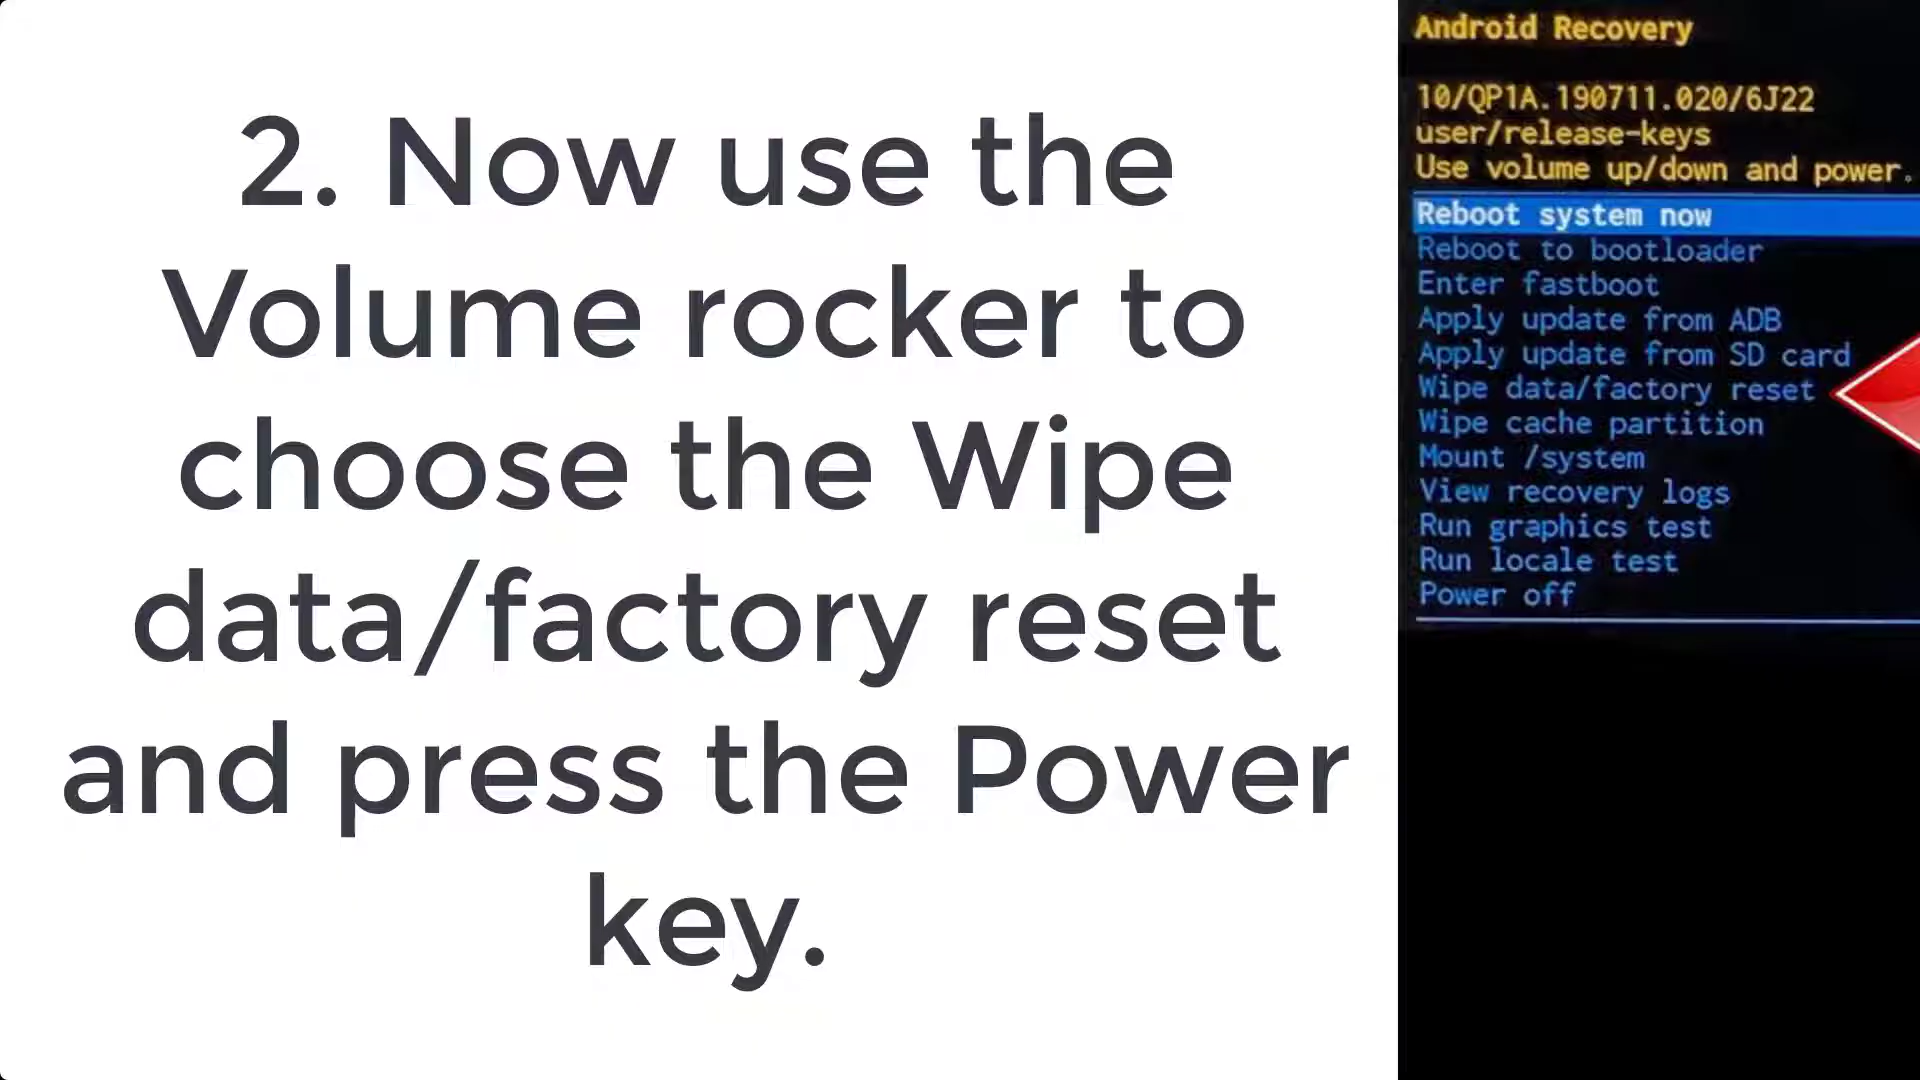 2. Now use the
Volume rocker to
choose the Wipe
data/factory reset
and press the Power
key.
Android Recovery
10/QP1A.190711.020/6J22
user/release-keys
Use volume up/down and power.
Reboot system now
Reboot to bootloader
Enter fastboot
Apply update from ADB
Apply update from SD card
Wipe data/factory reset
Wipe cache partition
Mount /system
View recovery logs
Run graphics test
Run locale test
Power off